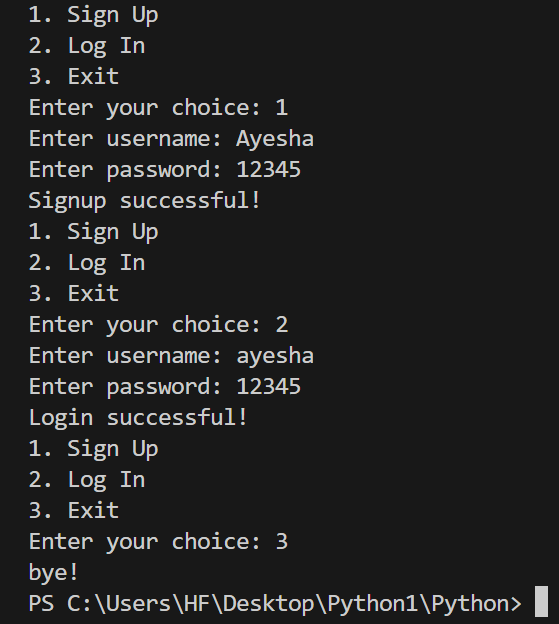 1. Sign Up
2. Log In
3. Exit
Enter your choice: 1
Enter username: Ayesha
Enter password: 12345
Signup successful!
1. Sign Up
2. Log In
3. Exit
Enter your choice: 2
Enter username: ayesha
Enter password: 12345
Login successful!
1. Sign Up
2. Log In
3. Exit
Enter your choice: 3
bye!
PS C:\Users\HF\Desktop\Python1\Python>